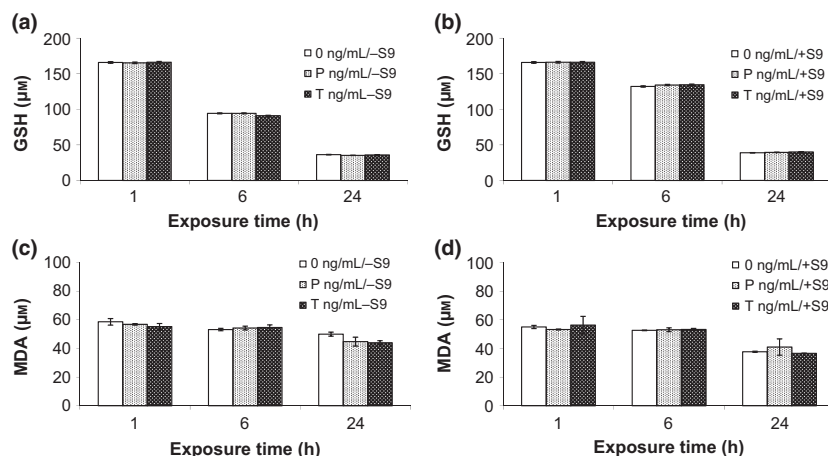 (a)
200
150
100
50
0
GSH (µM)
0 ng/mL/–S9
P ng/mL/–S9
T ng/mL–S9
1 6 24
Exposure time (h)
(b)
200
150
100
50
0
GSH (µM)
0 ng/mL/+S9
P ng/mL/+S9
T ng/mL/+S9
1 6 24
Exposure time (h)
(c)
100
80
60
40
20
0
MDA (µM)
0 ng/mL/–S9
P ng/mL/–S9
T ng/mL–S9
1 6 24
Exposure time (h)
(d)
100
80
60
40
20
0
MDA (µM)
0 ng/mL/+S9
P ng/mL/+S9
T ng/mL/+S9
1 6 24
Exposure time (h)